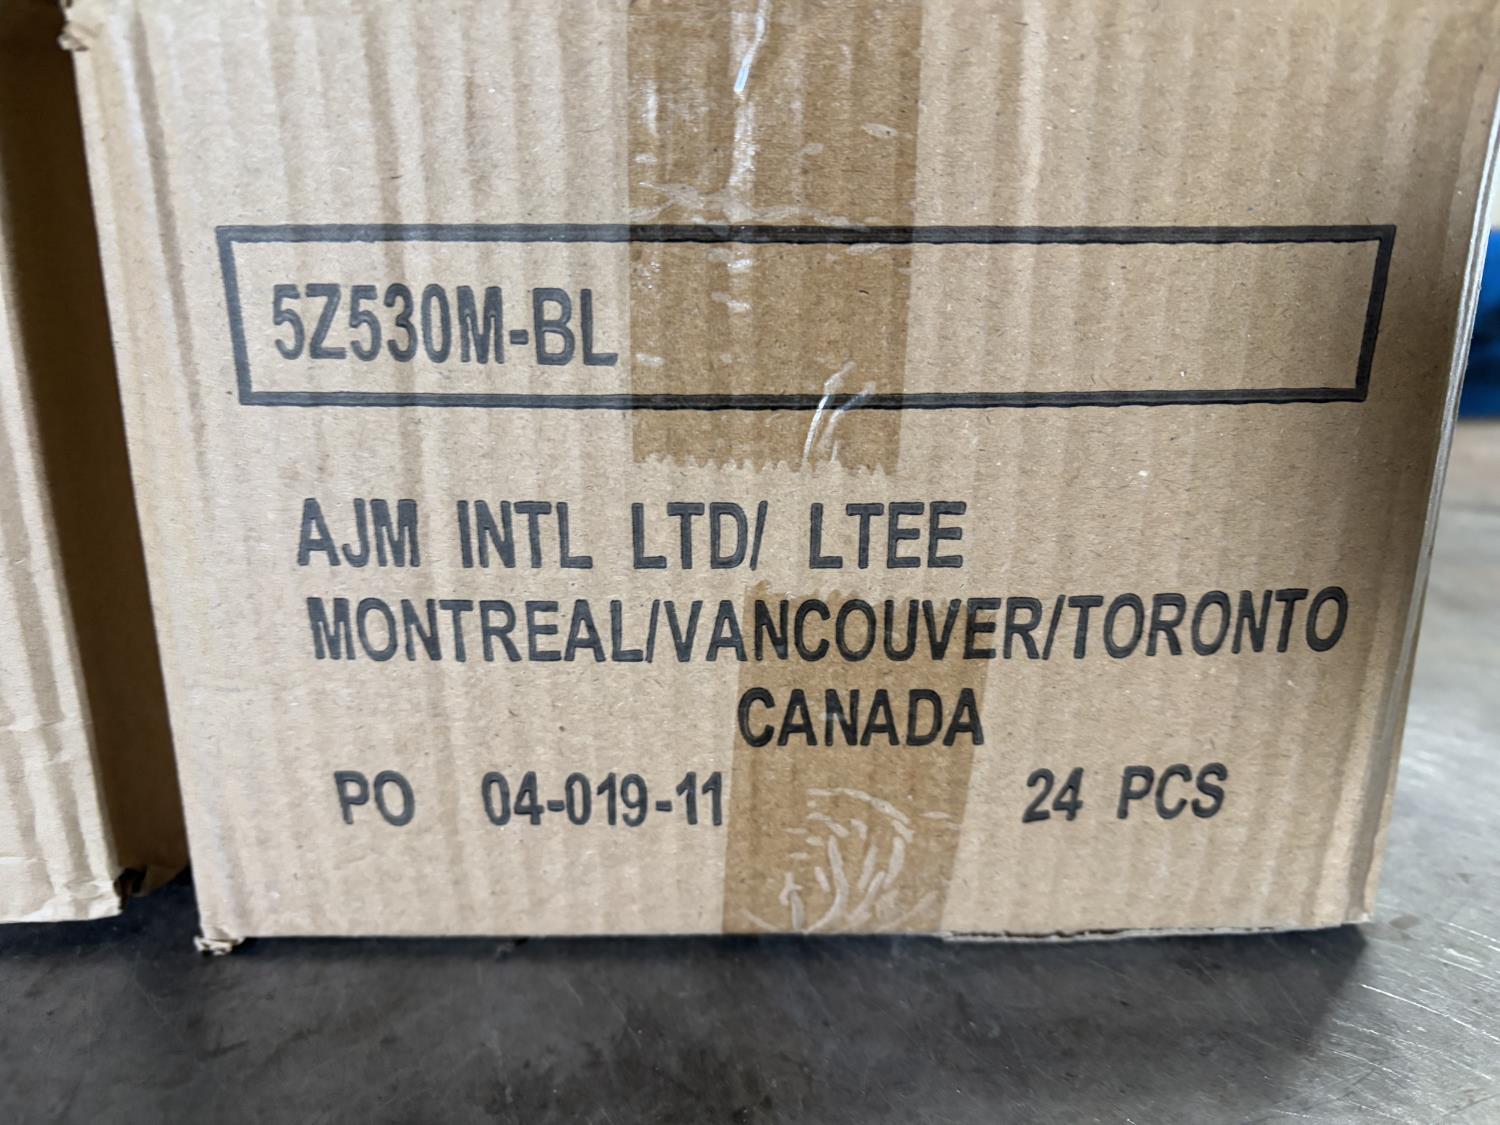 5Z530M-BL
AJM INTL LTD/ LTEE
MONTREAL/VANCOUVER/TORONTO
CANADA
PO 04-019-11 24 PCS